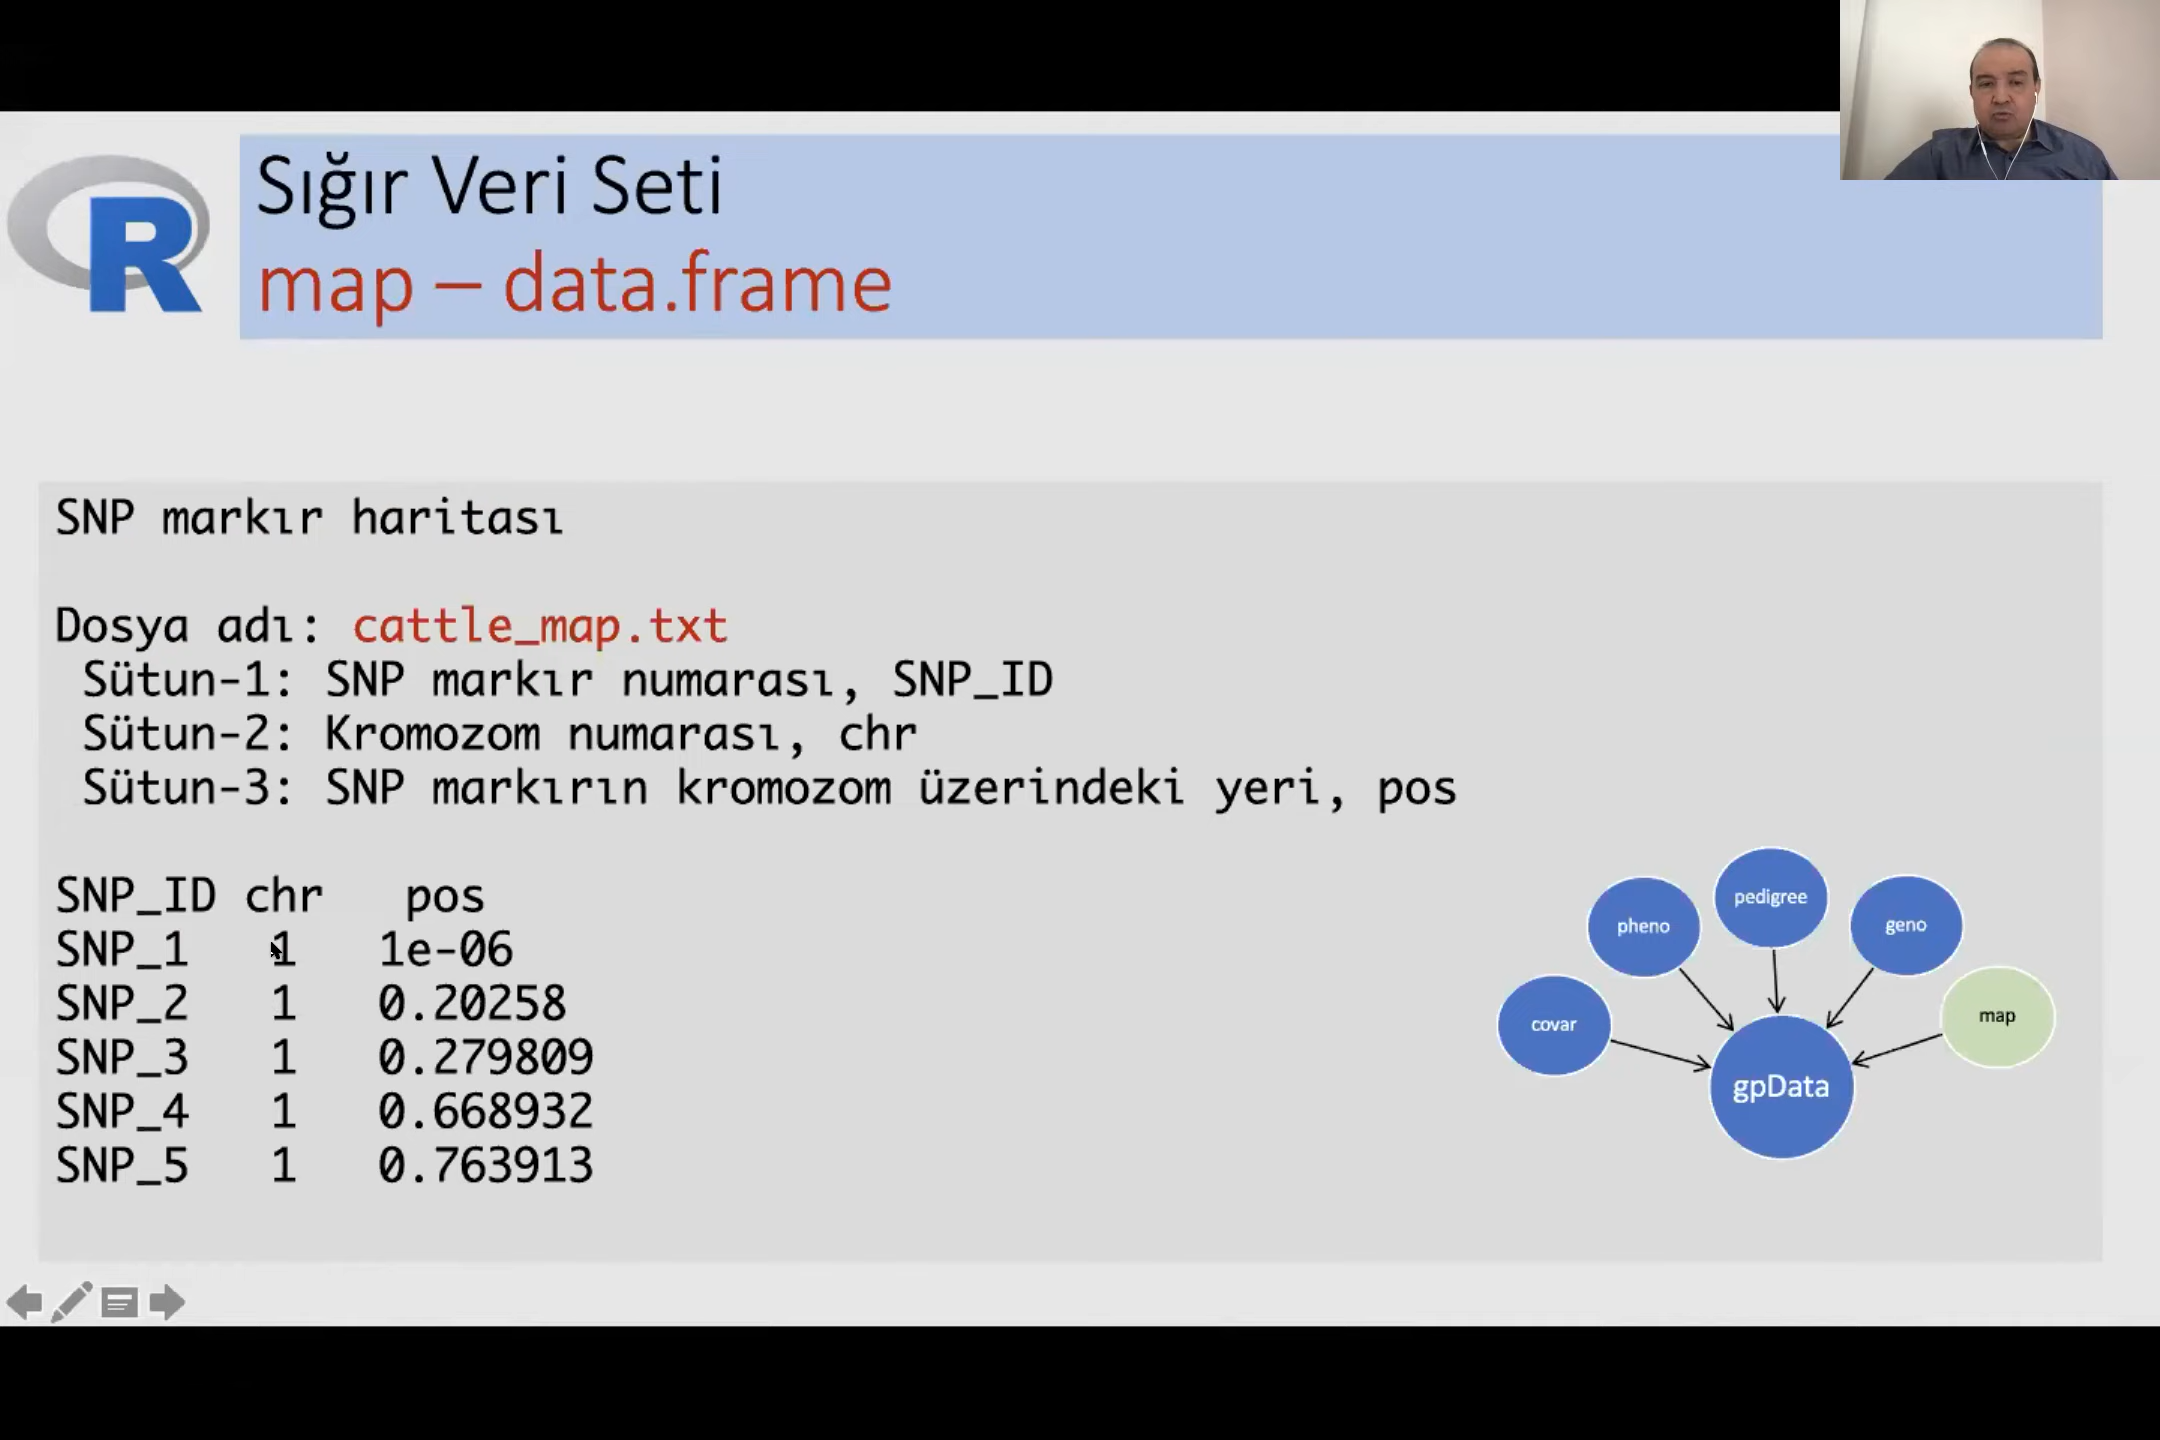 R
Sığır Veri Seti
map – data.frame
SNP markır haritası
Dosya adı: cattle_map.txt
Sütun-1: SNP markır numarası, SNP_ID
Sütun-2: Kromozom numarası, chr
Sütun-3: SNP markırın kromozom üzerindeki yeri, pos
SNP_ID chr pos
SNP_1 1 1e-06
SNP_2 1 0.20258
SNP_3 1 0.279809
SNP_4 1 0.668932
SNP_5 1 0.763913
pedigree
pheno
geno
covar
map
gpData